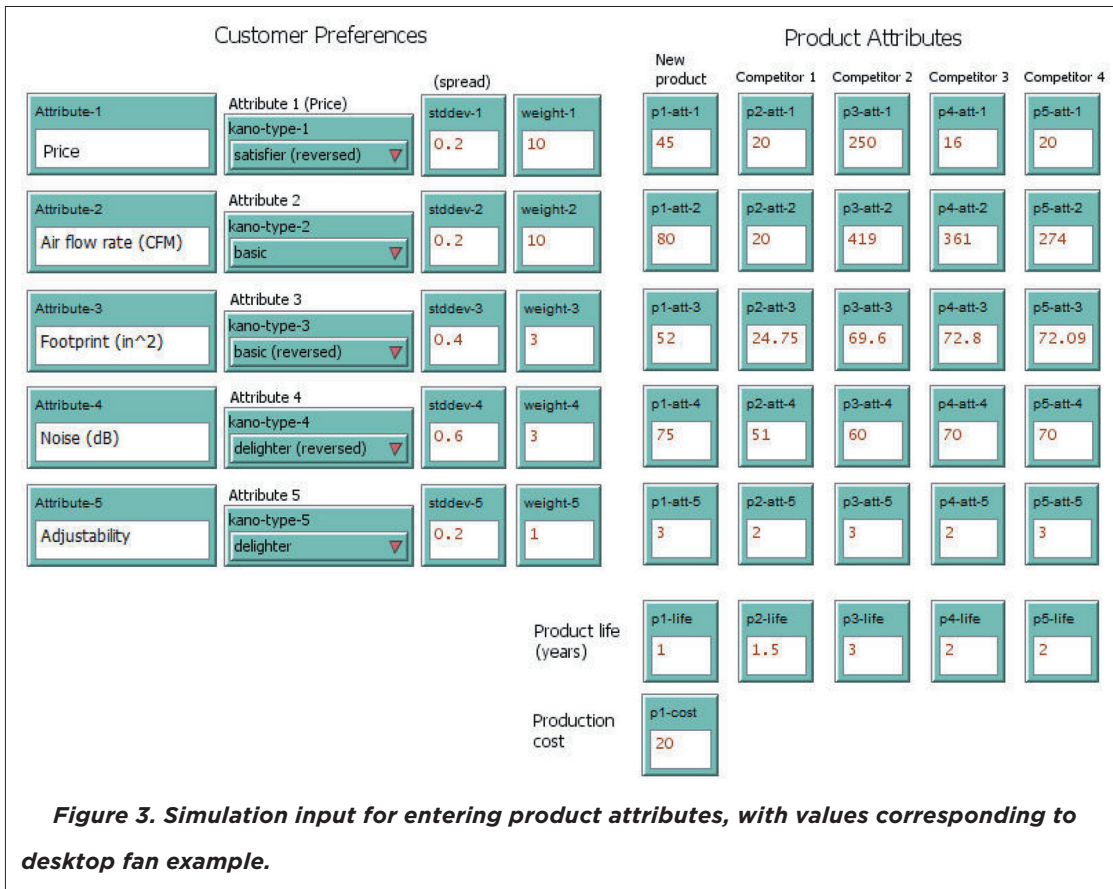 Customer Preferences
Product Attributes
(spread)
New
product
Competitor 1
Competitor 2
Competitor 3
Competitor 4
Attribute-1
Price
Attribute 1 (Price)
kano-type-1
satisfier (reversed)
stddev-1
0.2
weight-1
10
p1-att-1
45
p2-att-1
20
p3-att-1
250
p4-att-1
16
p5-att-1
20
Attribute-2
Air flow rate (CFM)
Attribute 2
kano-type-2
basic
stddev-2
0.2
weight-2
10
p1-att-2
80
p2-att-2
20
p3-att-2
419
p4-att-2
361
p5-att-2
274
Attribute-3
Footprint (in^2)
Attribute 3
kano-type-3
basic (reversed)
stddev-3
0.4
weight-3
3
p1-att-3
52
p2-att-3
24.75
p3-att-3
69.6
p4-att-3
72.8
p5-att-3
72.09
Attribute-4
Noise (dB)
Attribute 4
kano-type-4
delighter (reversed)
stddev-4
0.6
weight-4
3
p1-att-4
75
p2-att-4
51
p3-att-4
60
p4-att-4
70
p5-att-4
70
Attribute-5
Adjustability
Attribute 5
kano-type-5
delighter
stddev-5
0.2
weight-5
1
p1-att-5
3
p2-att-5
2
p3-att-5
3
p4-att-5
2
p5-att-5
3
Product life
(years)
p1-life
1
p2-life
1.5
p3-life
3
p4-life
2
p5-life
2
Production
cost
p1-cost
20
Figure 3. Simulation input for entering product attributes, with values corresponding to
desktop fan example.